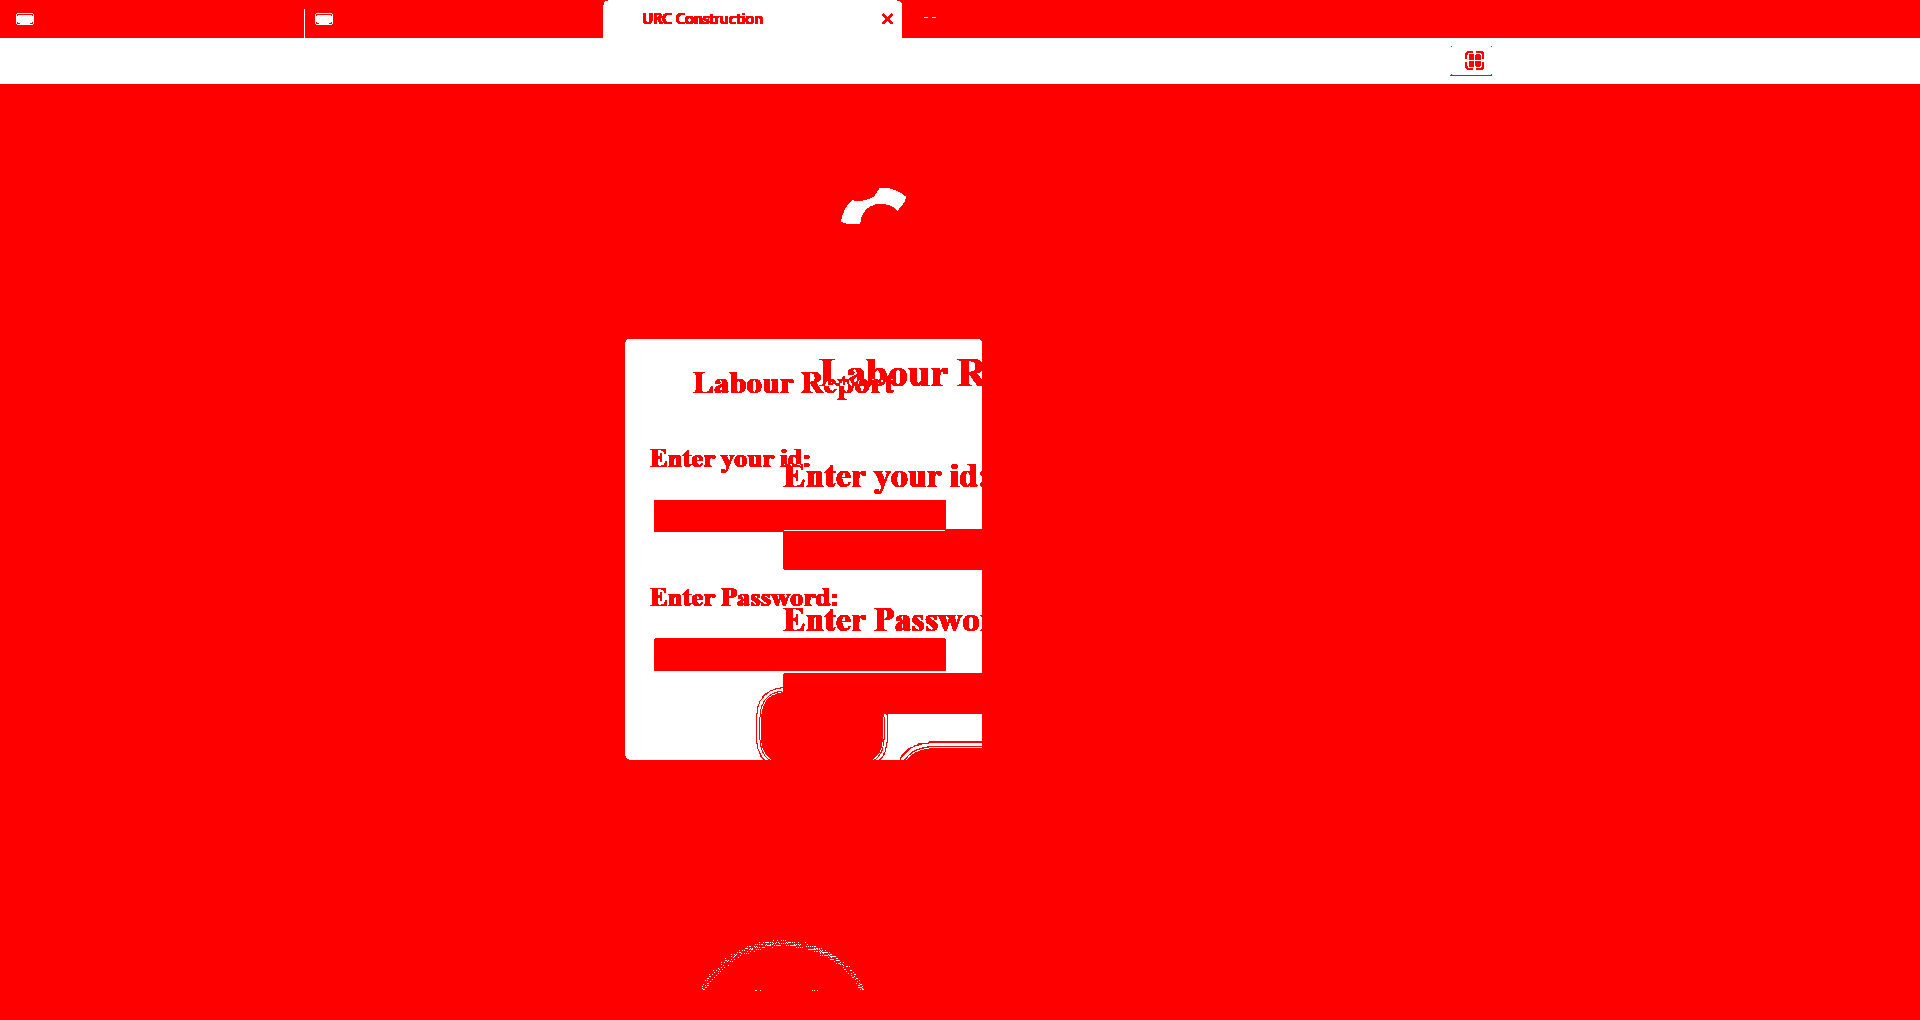 URC Construction
Labour Report
Labour R
Enter your id:
Enter your id:
Enter Password:
Enter Passwo